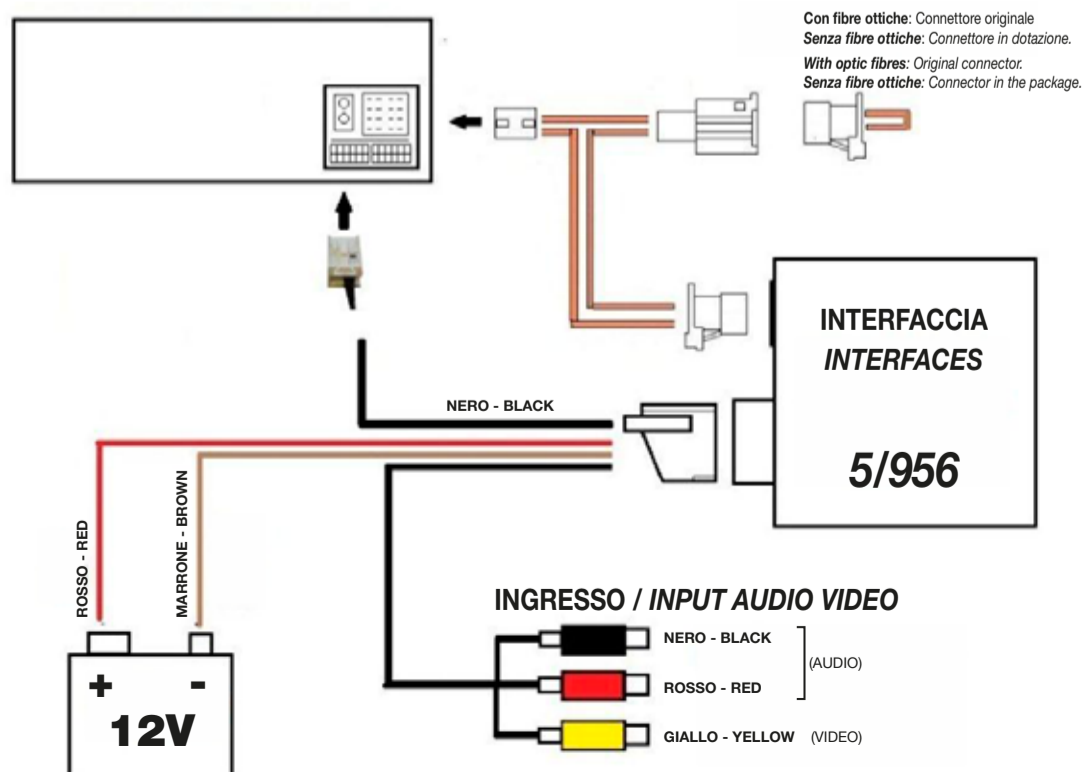 Con fibre ottiche: Connettore originale
Senza fibre ottiche: Connettore in dotazione.
With optic fibres: Original connector.
Senza fibre ottiche: Connector in the package.
INTERFACCIA
INTERFACES
5/956
NERO - BLACK
ROSSO - RED
MARRONE - BROWN
+ -
12V
INGRESSO / INPUT AUDIO VIDEO
NERO - BLACK
(AUDIO)
ROSSO - RED
GIALLO - YELLOW (VIDEO)